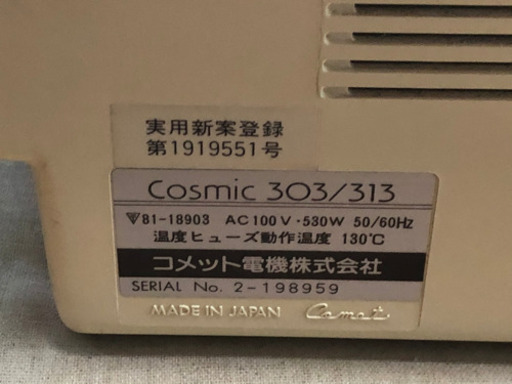 実用新案登録
第1919551号
Cosmic 303/313
▽81-18903 AC100V・530W 50/60Hz
温度ヒューズ動作温度 130℃
コメット電機株式会社
SERIAL No. 2-198959
MADE IN JAPAN Comet